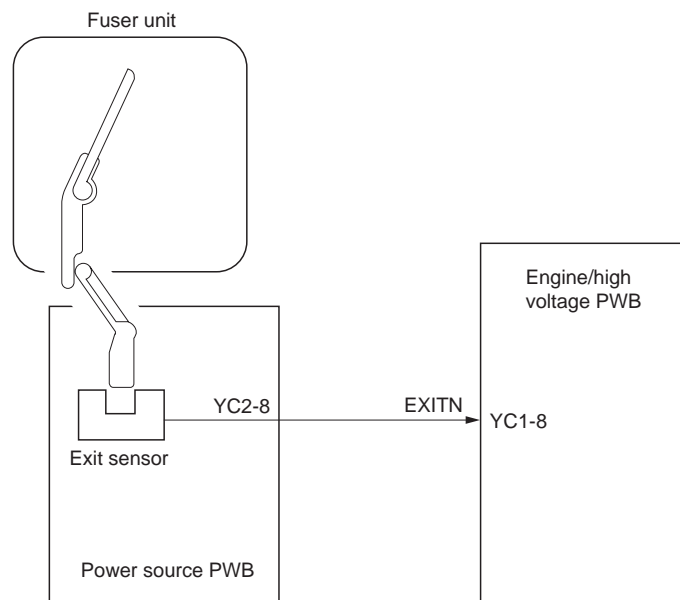 Fuser unit
Engine/high
voltage PWB
YC2-8
EXITN
YC1-8
Exit sensor
Power source PWB